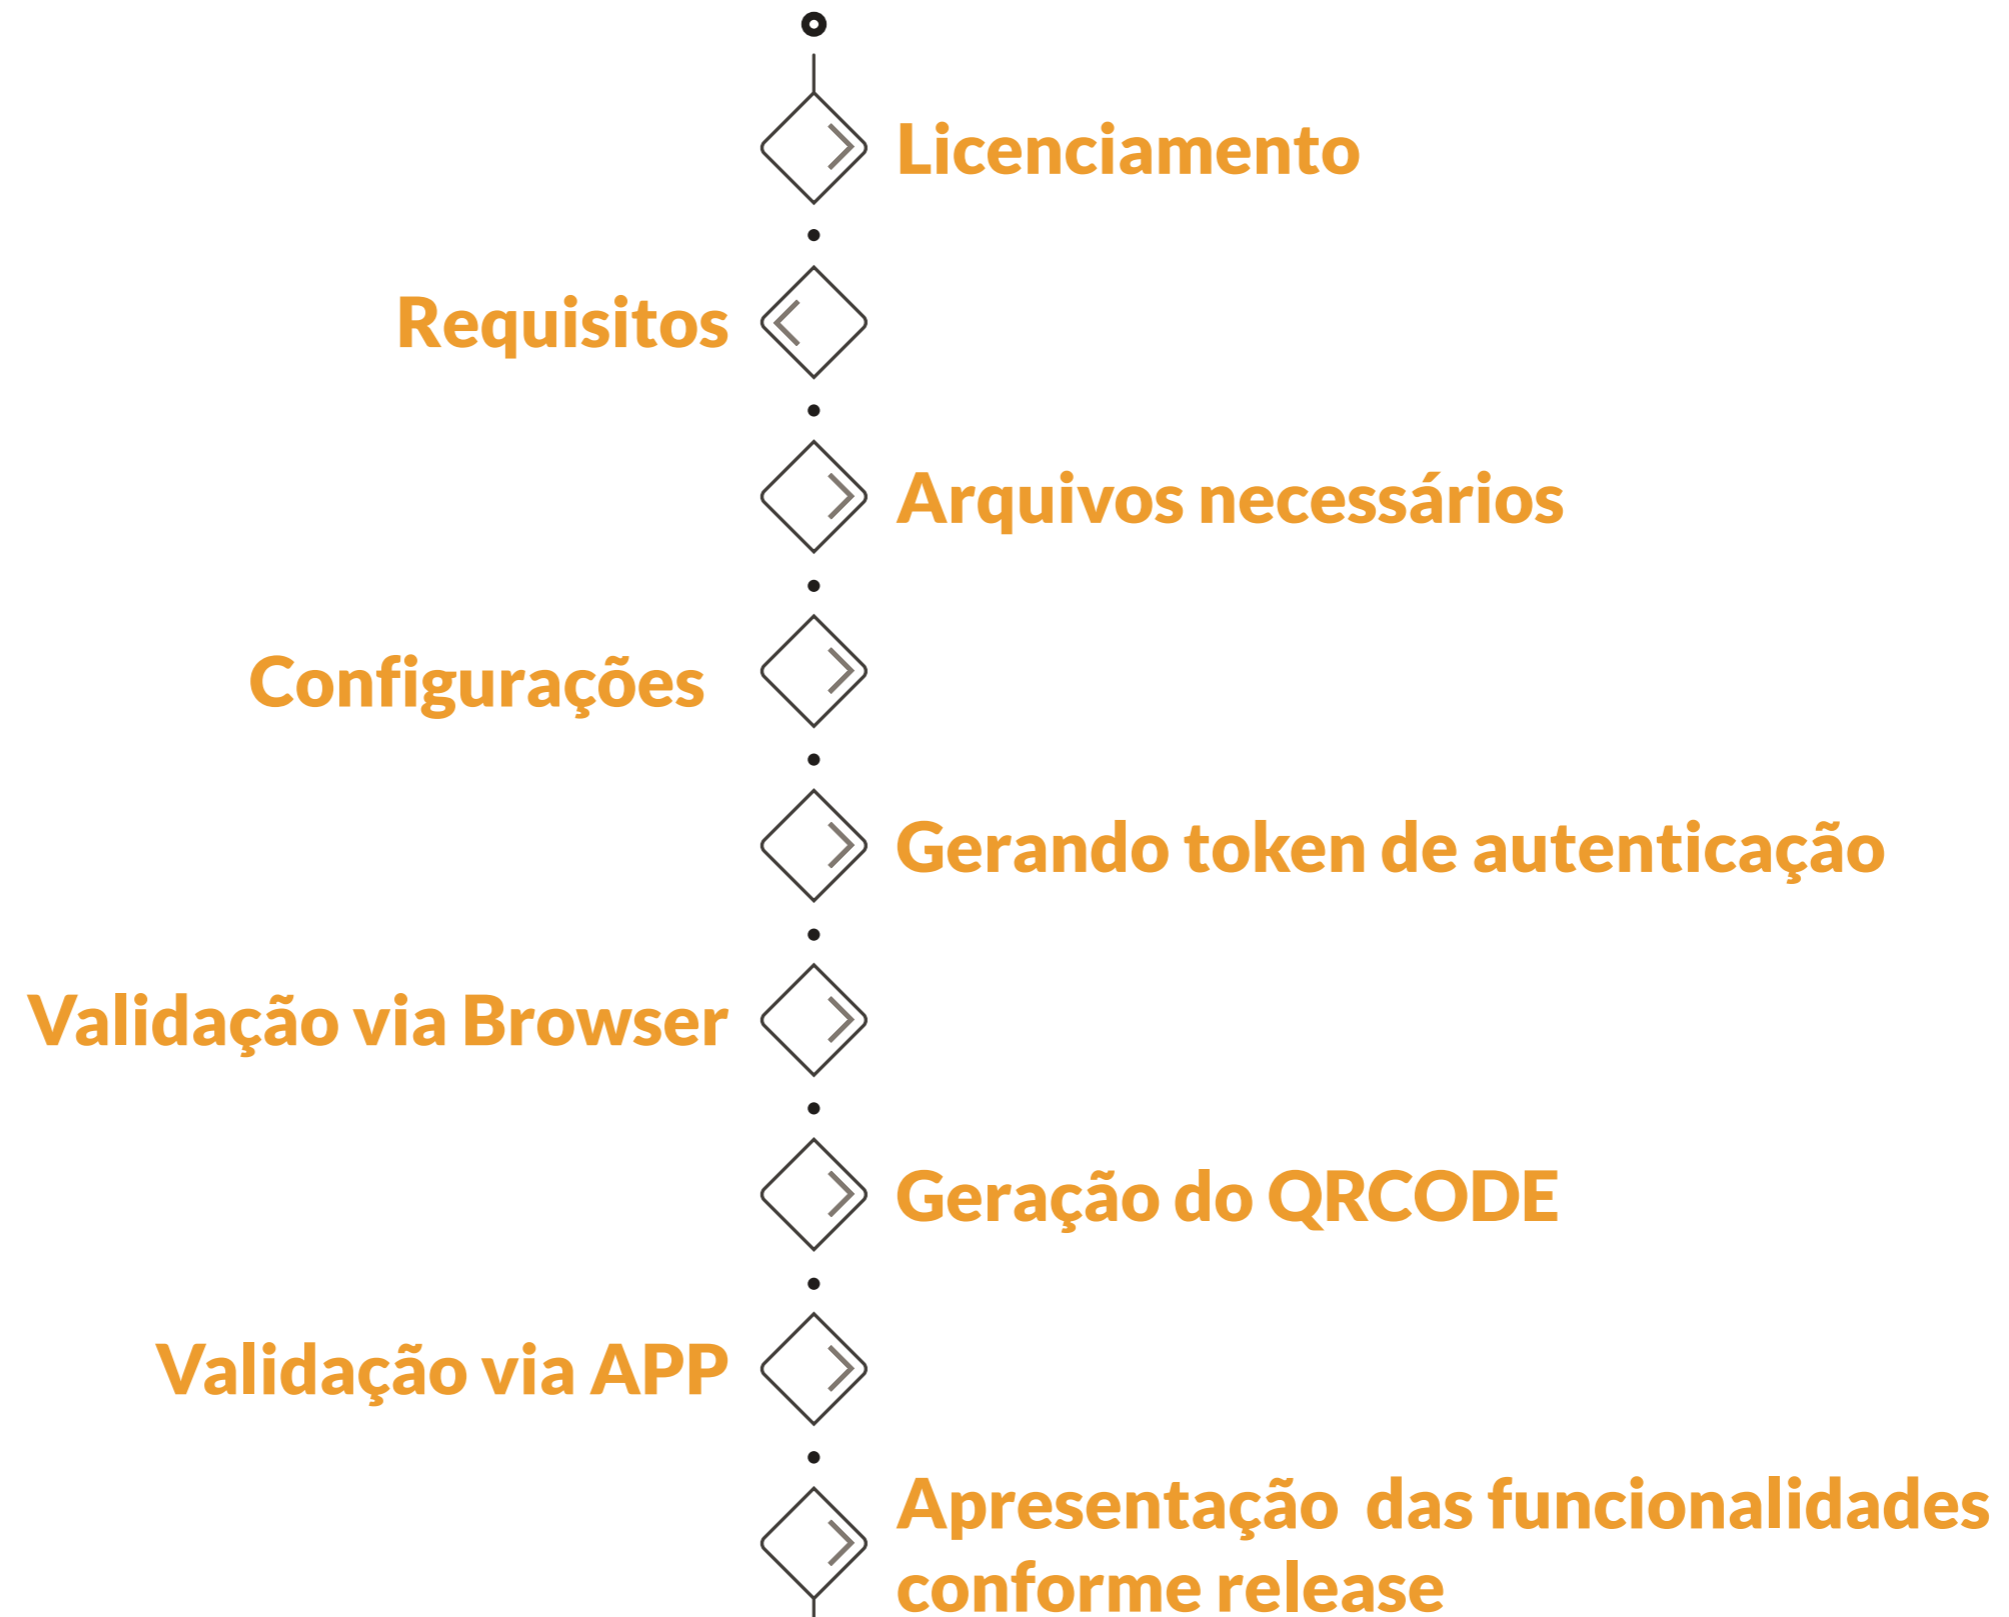 Licenciamento
Requisitos
Arquivos necessários
Configurações
Gerando token de autenticação
Validação via Browser
Geração do QRCODE
Validação via APP
Apresentação  das funcionalidades
conforme release